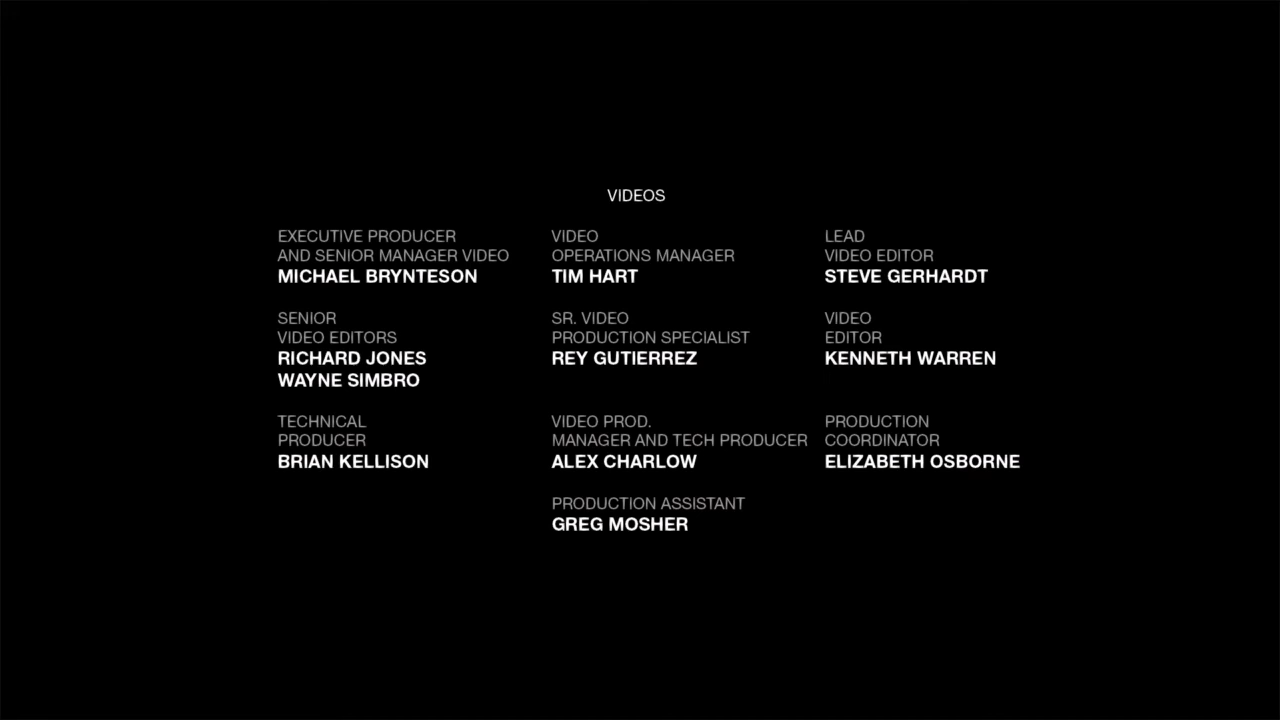 VIDEOS
EXECUTIVE PRODUCER
AND SENIOR MANAGER VIDEO
MICHAEL BRYNTESON
VIDEO
OPERATIONS MANAGER
TIM HART
LEAD
VIDEO EDITOR
STEVE GERHARDT
SENIOR
VIDEO EDITORS
RICHARD JONES
WAYNE SIMBRO
SR. VIDEO
PRODUCTION SPECIALIST
REY GUTIERREZ
VIDEO
EDITOR
KENNETH WARREN
TECHNICAL
PRODUCER
BRIAN KELLISON
VIDEO PROD.
MANAGER AND TECH PRODUCER
ALEX CHARLOW
PRODUCTION
COORDINATOR
ELIZABETH OSBORNE
PRODUCTION ASSISTANT
GREG MOSHER